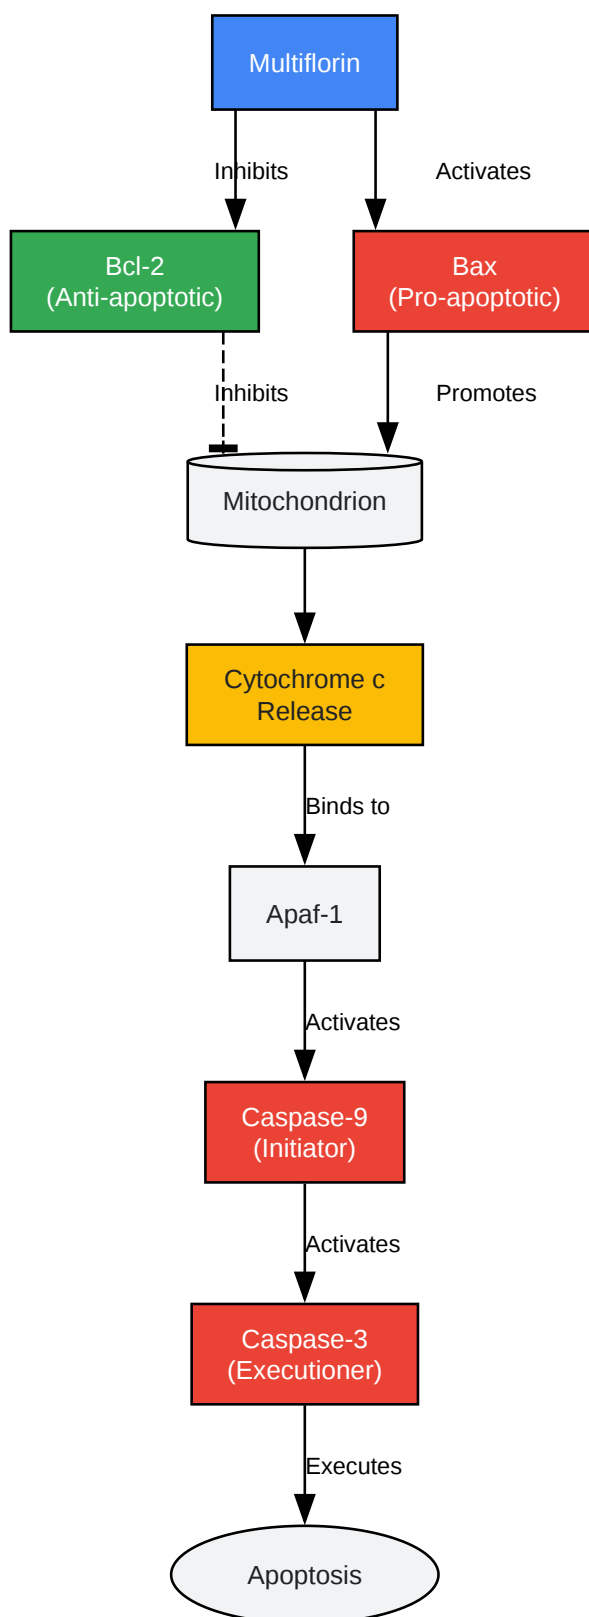 Multiflorin
Inhibits
Activates
Bcl-2
(Anti-apoptotic)
Bax
(Pro-apoptotic)
Inhibits
Promotes
Mitochondrion
Cytochrome c
Release
Binds to
Apaf-1
Activates
Caspase-9
(Initiator)
Activates
Caspase-3
(Executioner)
Executes
Apoptosis